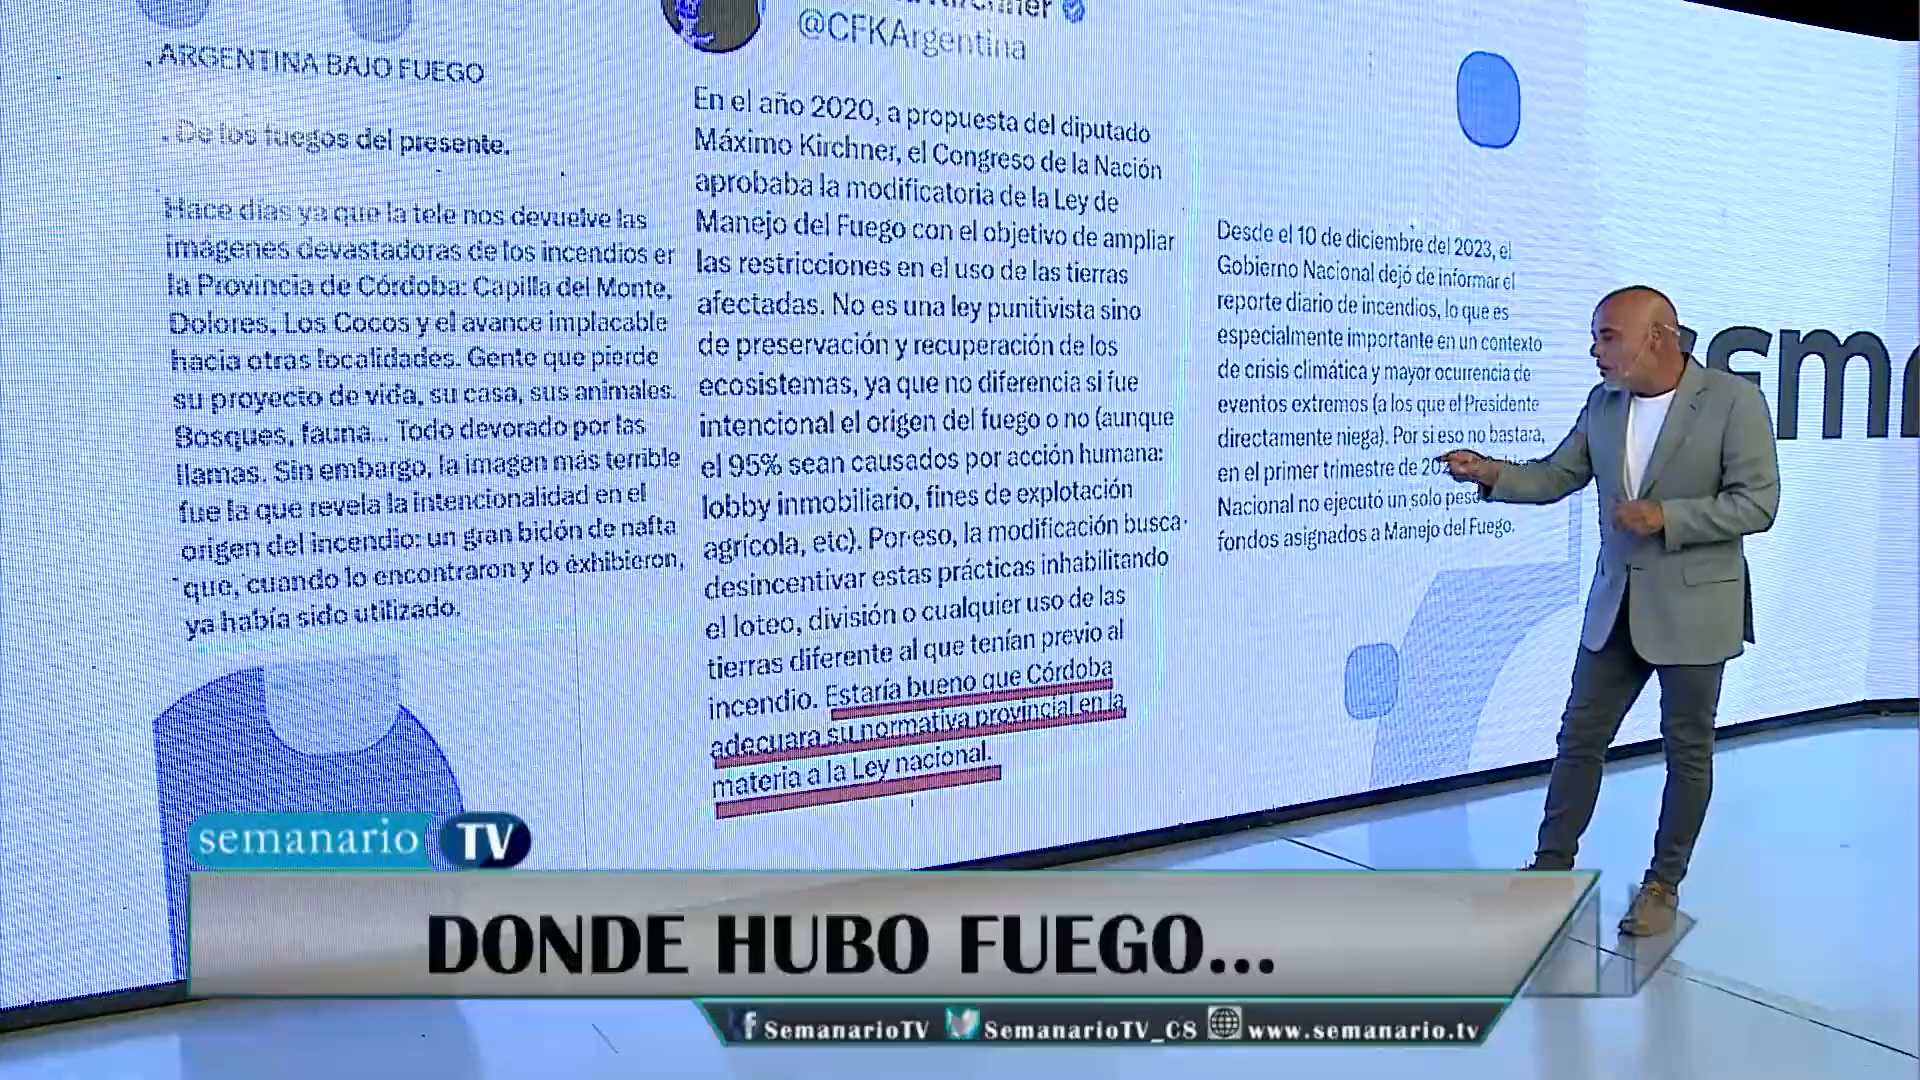 . ARGENTINA BAJO FUEGO
. De los fuegos del presente.
Hace días ya que la tele nos devuelve las
imágenes devastadoras de los incendios en
la Provincia de Córdoba: Capilla del Monte,
Dolores, Los Cocos y el avance implacable
hacia otras localidades. Gente que pierde
su proyecto de vida, su casa, sus animales.
Bosques, fauna... Todo devorado por las
llamas. Sin embargo, la imagen más terrible
fue la que revela la intencionalidad en el
origen del incendio: un gran bidón de nafta
que, cuando lo encontraron y lo exhibieron,
ya había sido utilizado.
@CFKArgentina
En el año 2020, a propuesta del diputado
Máximo Kirchner, el Congreso de la Nación
aprobaba la modificatoria de la Ley de
Manejo del Fuego con el objetivo de ampliar
las restricciones en el uso de las tierras
afectadas. No es una ley punitivista sino
de preservación y recuperación de los
ecosistemas, ya que no diferencia si fue
intencional el origen del fuego o no (aunque
el 95% sean causados por acción humana:
lobby inmobiliario, fines de explotación
agrícola, etc). Por eso, la modificación busca
desincentivar estas prácticas inhabilitando
el loteo, división o cualquier uso de las
tierras diferente al que tenían previo al
incendio. Estaría bueno que Córdoba
adecuara su normativa provincial en la
materia a la Ley nacional.
Desde el 10 de diciembre del 2023, el
Gobierno Nacional dejó de informar el
reporte diario de incendios, lo que es
especialmente importante en un contexto
de crisis climática y mayor ocurrencia de
eventos extremos (a los que el Presidente
directamente niega). Por si eso no bastara,
en el primer trimestre de
Nacional no ejecutó un solo peso
fondos asignados a Manejo del Fuego.
semanario TV
DONDE HUBO FUEGO...
SemanarioTV SemanarioTV_CS www.semanario.tv